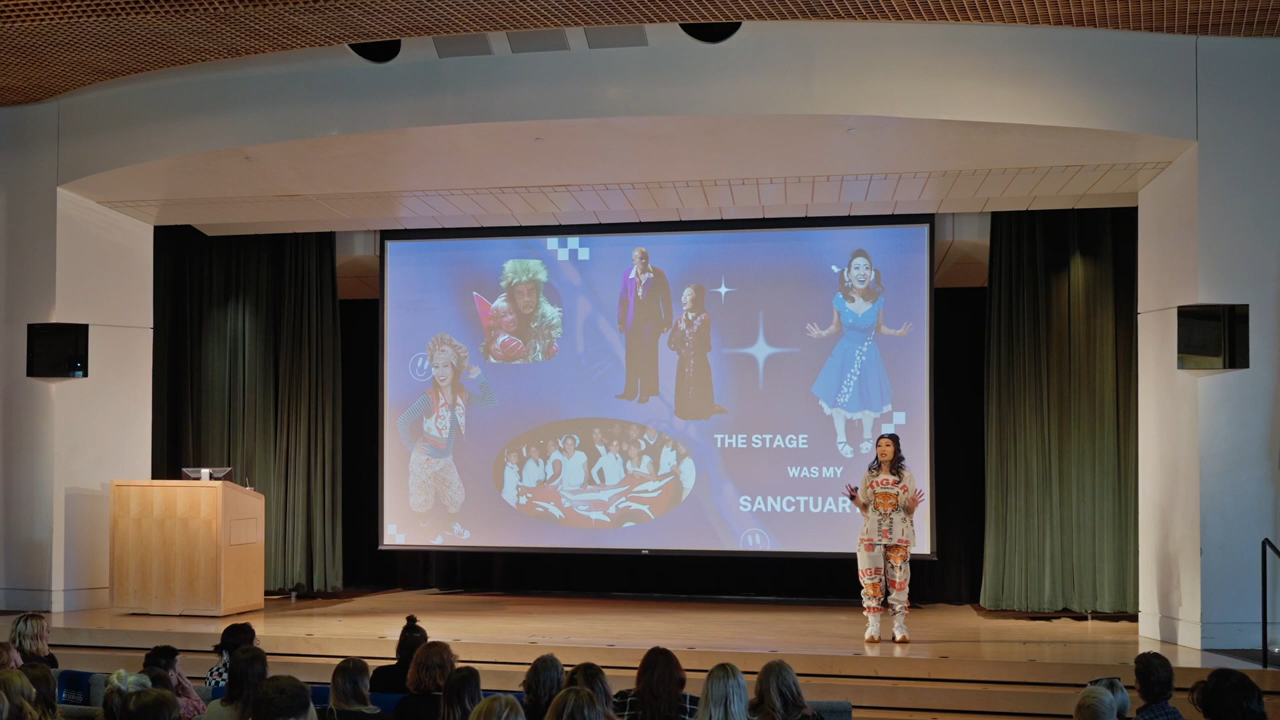 THE STAGE
WAS MY
SANCTUAR
TIGER
TIGER